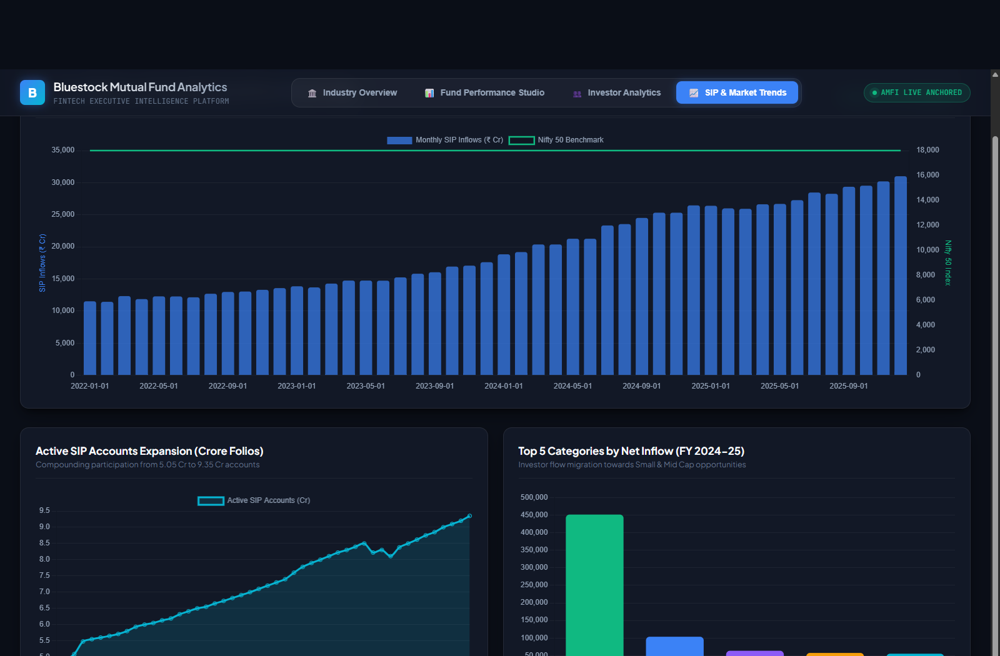 B
Bluestock Mutual Fund Analytics
FINTECH EXECUTIVE INTELLIGENCE PLATFORM
Industry Overview
Fund Performance Studio
Investor Analytics
SIP & Market Trends
AMFI LIVE ANCHORED
Monthly SIP Inflows (₹ Cr)
Nifty 50 Benchmark
35,000
30,000
25,000
20,000
15,000
10,000
5,000
0
SIP Inflows (₹ Cr)
18,000
16,000
14,000
12,000
10,000
8,000
6,000
4,000
2,000
0
Nifty 50 Index
2022-01-01
2022-05-01
2022-09-01
2023-01-01
2023-05-01
2023-09-01
2024-01-01
2024-05-01
2024-09-01
2025-01-01
2025-05-01
2025-09-01
Active SIP Accounts Expansion (Crore Folios)
Compounding participation from 5.05 Cr to 9.35 Cr accounts
Active SIP Accounts (Cr)
9.5
9.0
8.5
8.0
7.5
7.0
6.5
6.0
5.5
5.0
Top 5 Categories by Net Inflow (FY 2024-25)
Investor flow migration towards Small & Mid Cap opportunities
500,000
450,000
400,000
350,000
300,000
250,000
200,000
150,000
100,000
50,000